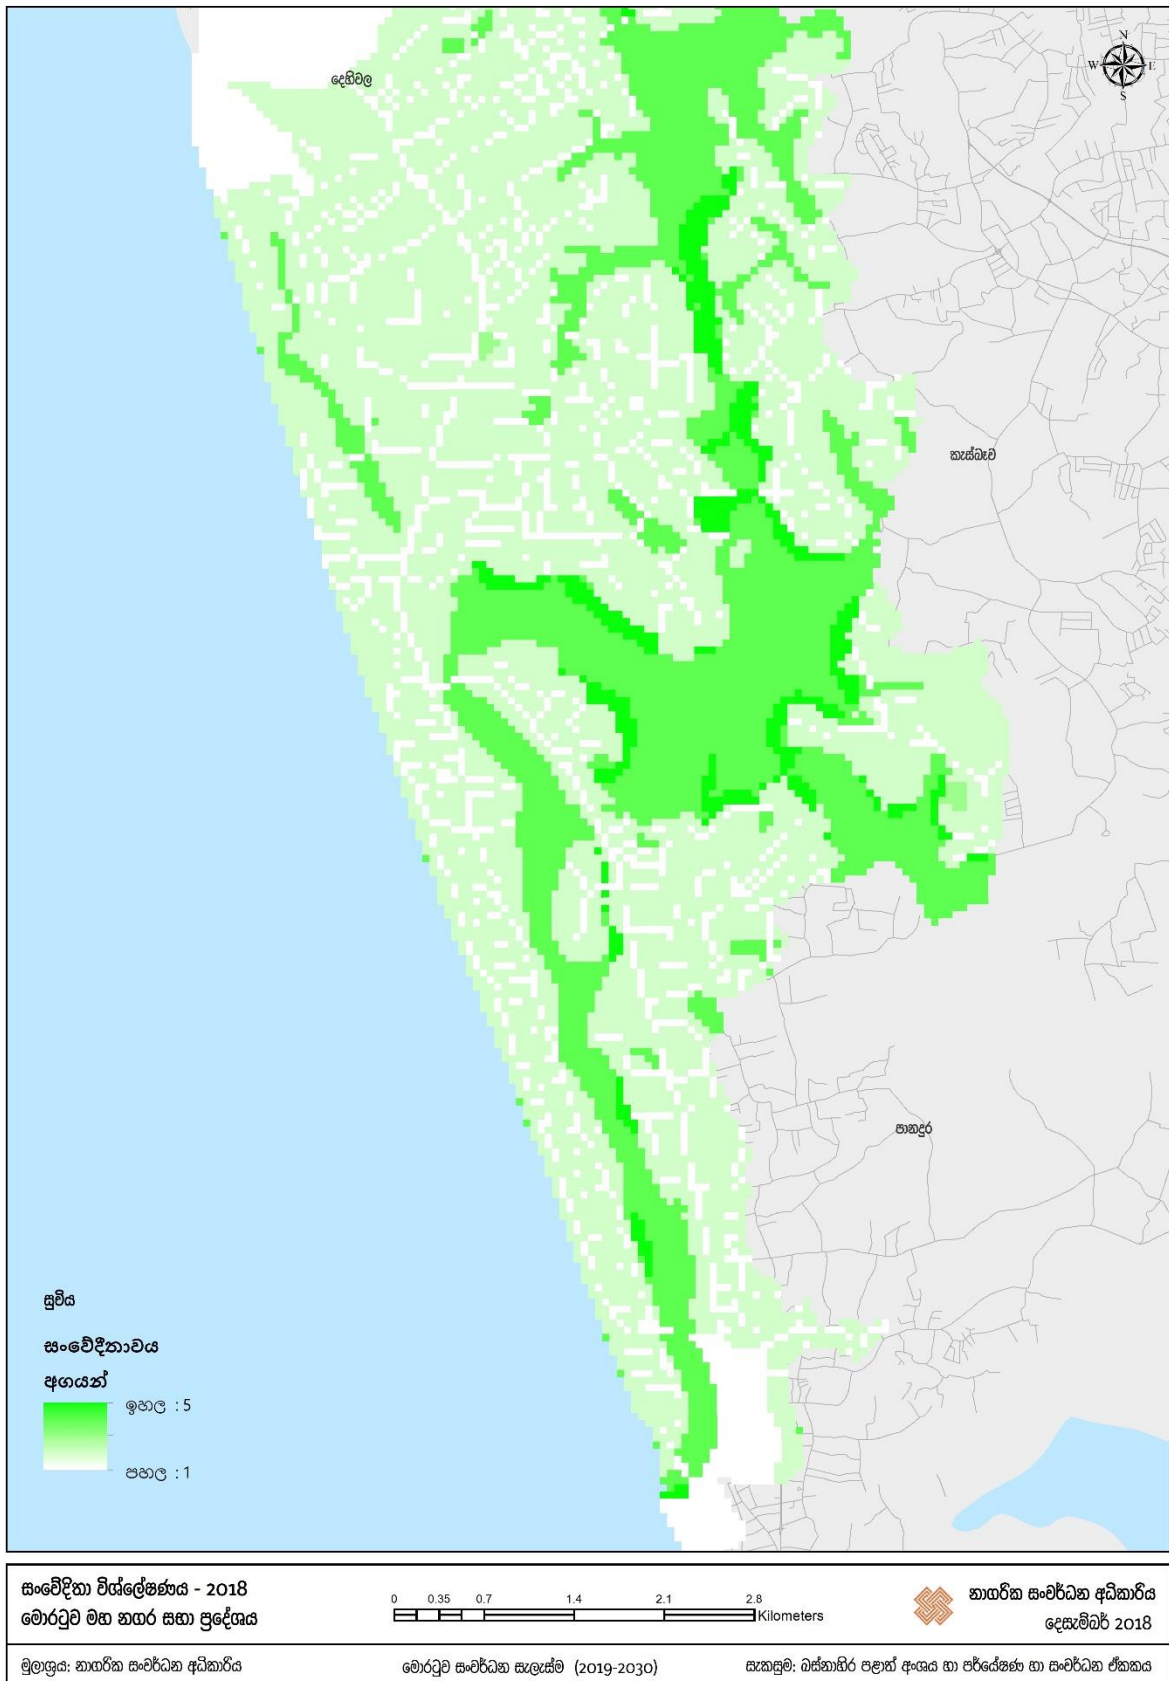 N
W E
S
දෙහිවල
කැස්බෑව
පානදුර
සුචිය
සංවේදීතාවය
අගයන්
ඉහල : 5
පහල : 1
සංවේදිතා විශ්ලේෂණය - 2018
මොරටුව මහ නගර සභා ප්‍රදේශය
0 0.35 0.7 1.4 2.1 2.8
Kilometers
නාගරික සංවර්ධන අධිකාරිය
දෙසැම්බර් 2018
මූලාශ්‍රය: නාගරික සංවර්ධන අධිකාරිය
මොරටුව සංවර්ධන සැලැස්ම (2019-2030)
සැකසුම: බස්නාහිර පළාත් අංශය හා පර්යේෂණ හා සංවර්ධන ඒකකය